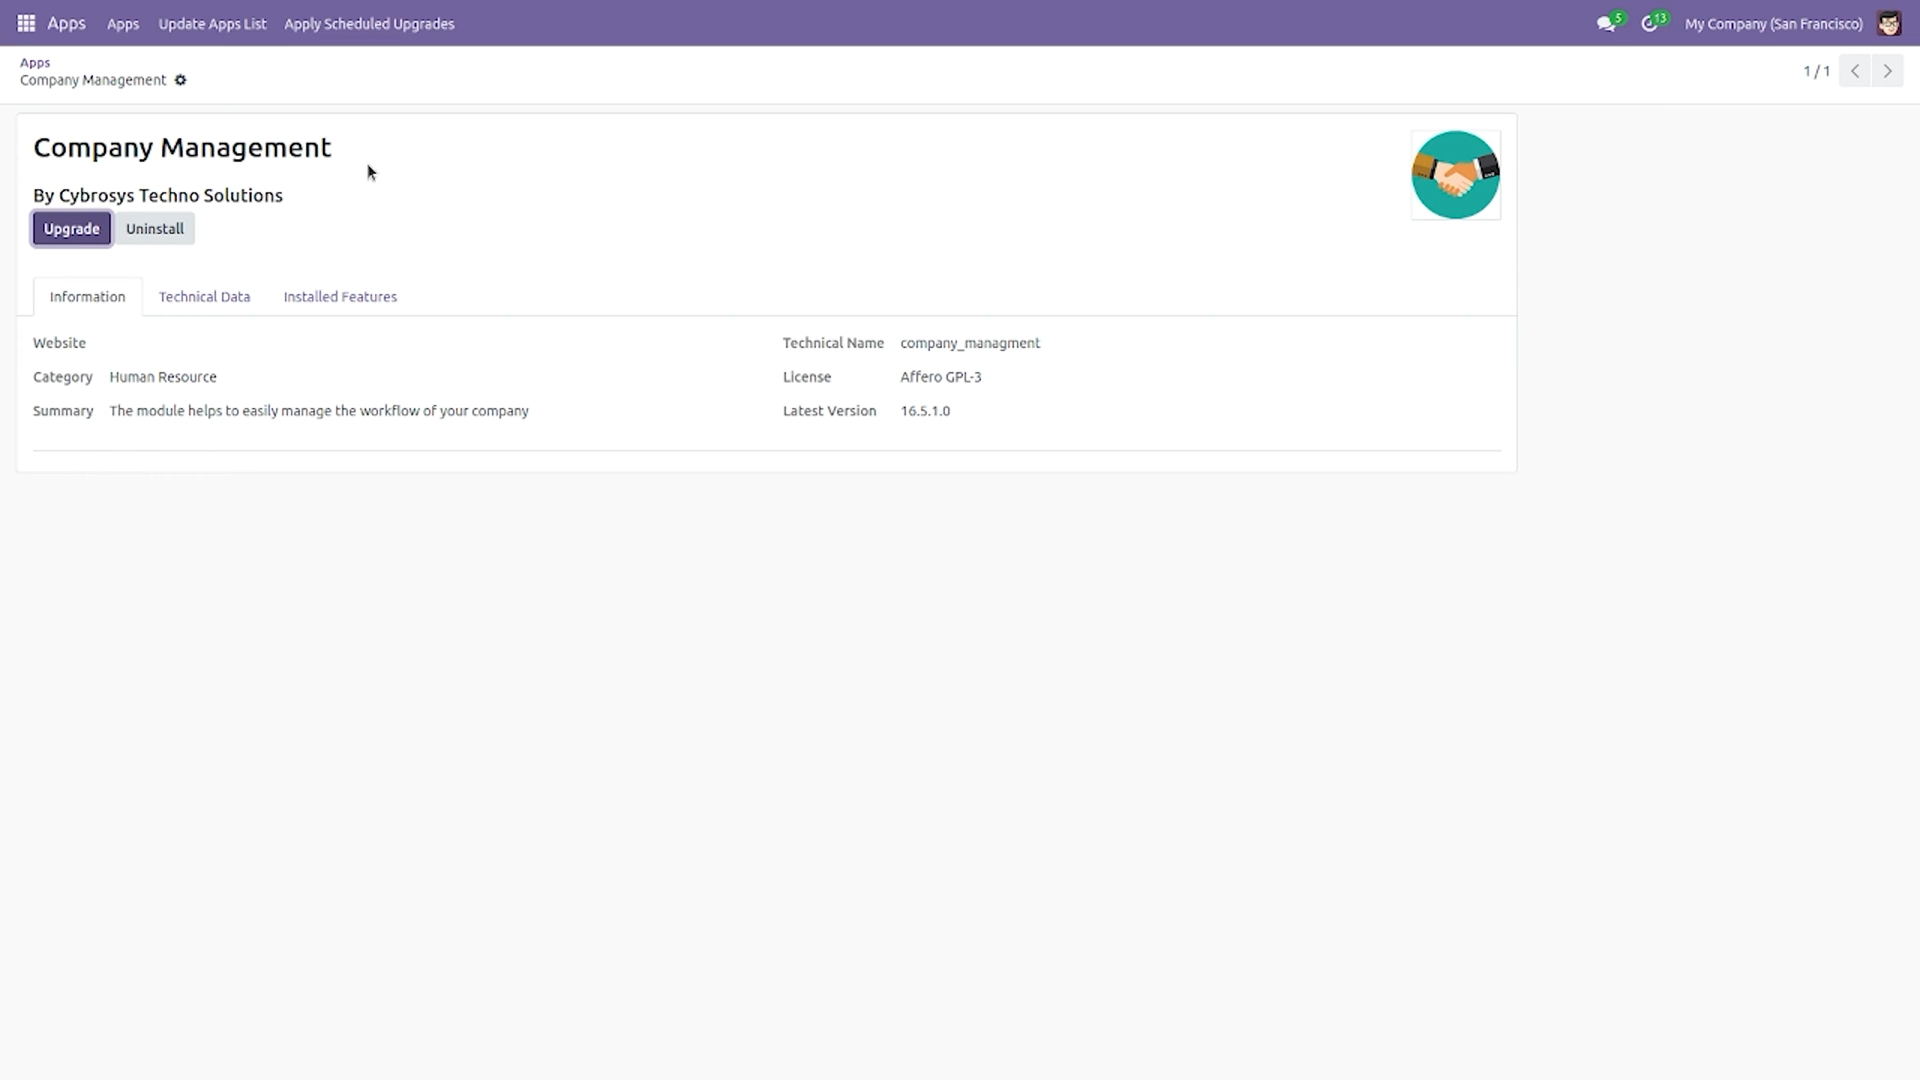 Apps Apps Update Apps List Apply Scheduled Upgrades 5 13 My Company (San Francisco)
Apps
Company Management 1 / 1
Company Management
By Cybrosys Techno Solutions
Upgrade Uninstall
Information Technical Data Installed Features
Website Technical Name company_managment
Category Human Resource License Affero GPL-3
Summary The module helps to easily manage the workflow of your company Latest Version 16.5.1.0